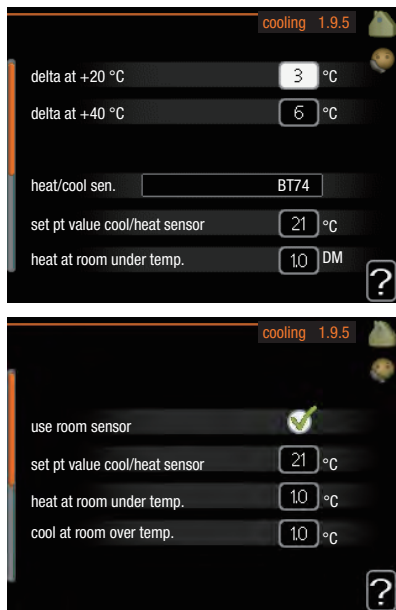 cooling 1.9.5
delta at +20 °C 3 °C
delta at +40 °C 6 °C
heat/cool sen. BT74
set pt value cool/heat sensor 21 °C
heat at room under temp. 1.0 DM
?
cooling 1.9.5
use room sensor
set pt value cool/heat sensor 21 °C
heat at room under temp. 1.0 °C
cool at room over temp. 1.0 °C
?